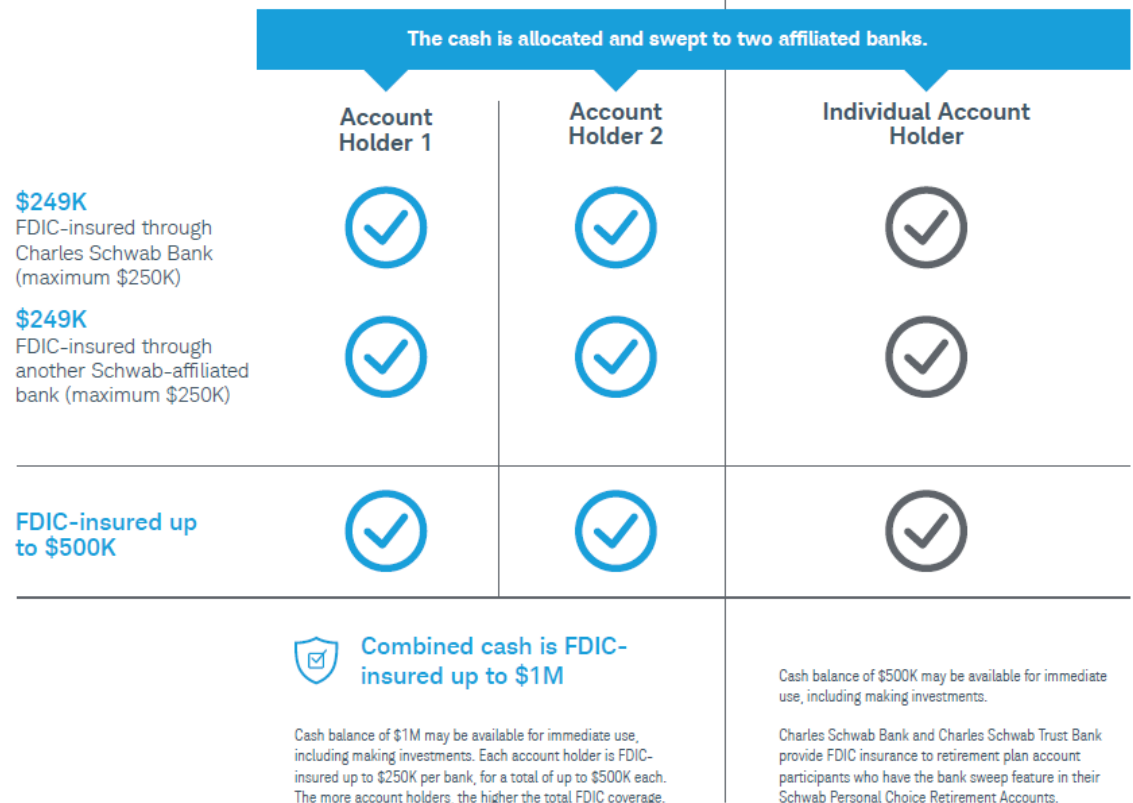 The cash is allocated and swept to two affiliated banks.
Account
Holder 1
Account
Holder 2
Individual Account
Holder
$249K
FDIC-insured through
Charles Schwab Bank
(maximum $250K)
$249K
FDIC-insured through
another Schwab-affiliated
bank (maximum $250K)
FDIC-insured up
to $500K
Combined cash is FDIC-
insured up to $1M
Cash balance of $1M may be available for immediate use,
including making investments. Each account holder is FDIC-
insured up to $250K per bank, for a total of up to $500K each.
The more account holders, the higher the total FDIC coverage.
Cash balance of $500K may be available for immediate
use, including making investments.
Charles Schwab Bank and Charles Schwab Trust Bank
provide FDIC insurance to retirement plan account
participants who have the bank sweep feature in their
Schwab Personal Choice Retirement Accounts.